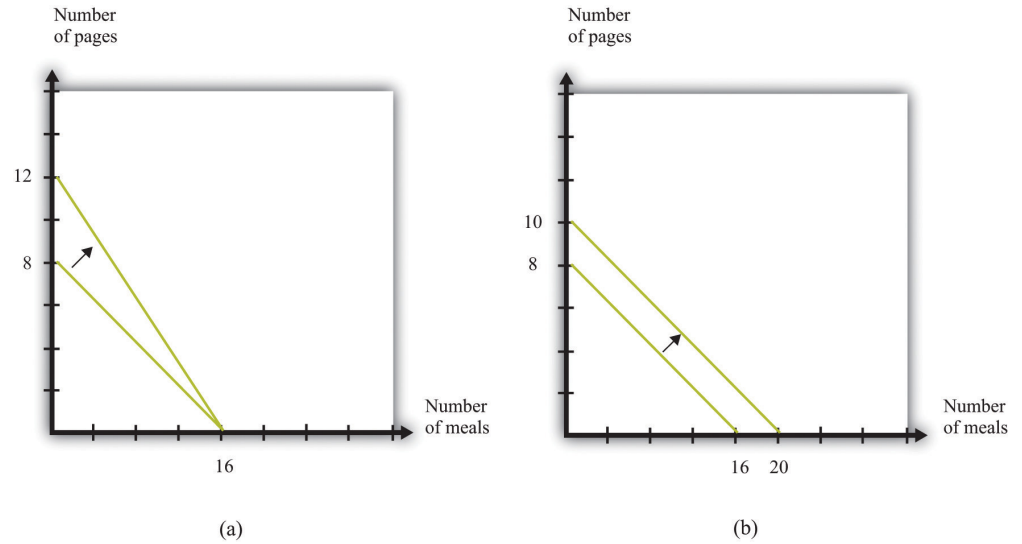 Number
of pages
12
8
Number
of meals
16
(a)
Number
of pages
10
8
Number
of meals
16 20
(b)